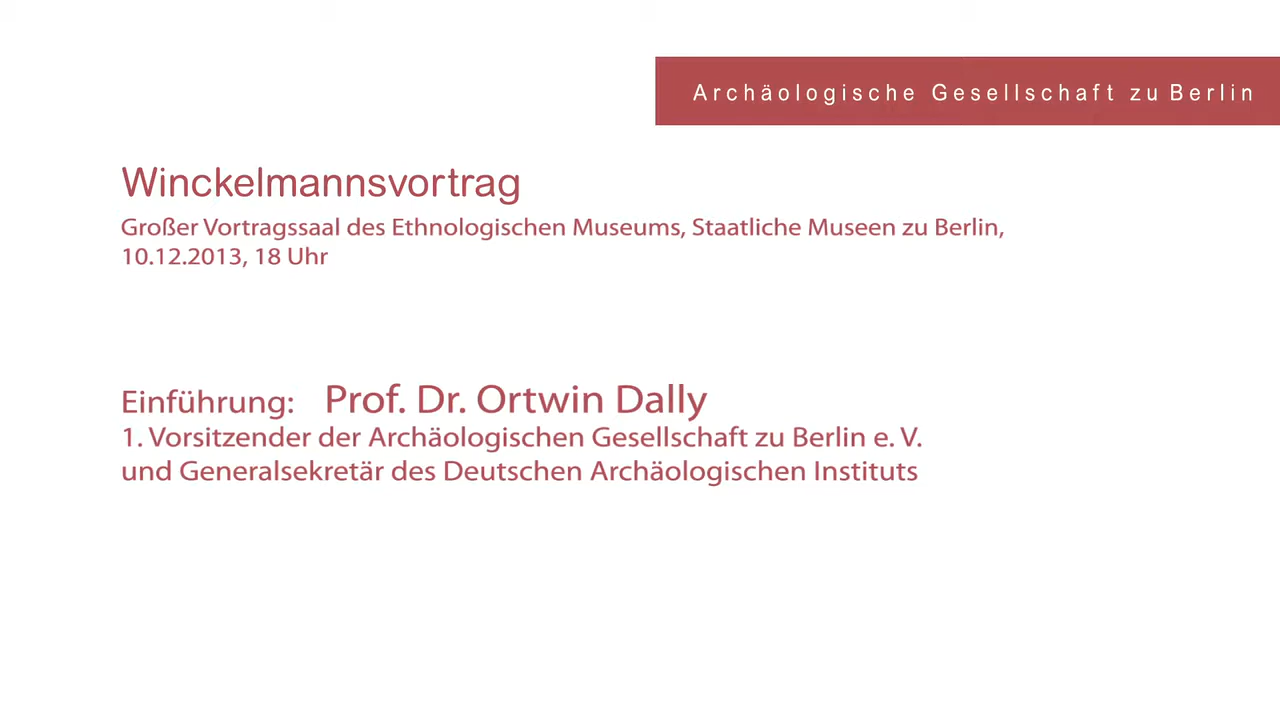 Archäologische Gesellschaft zu Berlin
Winckelmannsvortrag
Großer Vortragssaal des Ethnologischen Museums, Staatliche Museen zu Berlin,
10.12.2013, 18 Uhr
Einführung: Prof. Dr. Ortwin Dally
1. Vorsitzender der Archäologischen Gesellschaft zu Berlin e. V.
und Generalsekretär des Deutschen Archäologischen Instituts